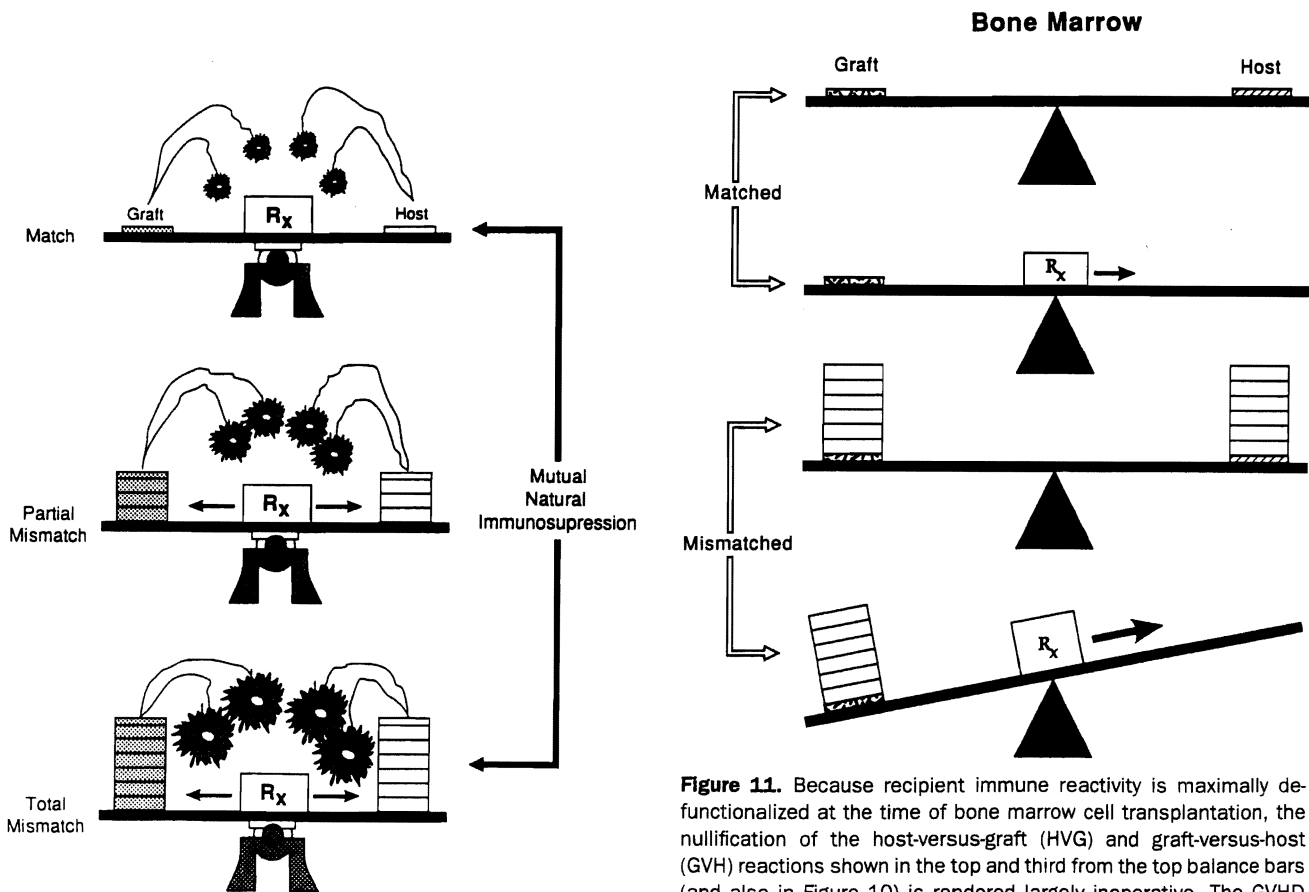 Graft
Rx
Host
Match
Rx
Partial
Mismatch
Rx
Total
Mismatch
Mutual
Natural
Immunosupression
Bone Marrow
Graft
Host
Matched
Rx
Mismatched
Rx
Figure 11. Because recipient immune reactivity is maximally de-
functionalized at the time of bone marrow cell transplantation, the
nullification of the host-versus-graft (HVG) and graft-versus-host
(GVH) reactions shown in the top and third from the top balance bars
(and also in Figure 10) is rendered largely inoperative. The GVHD